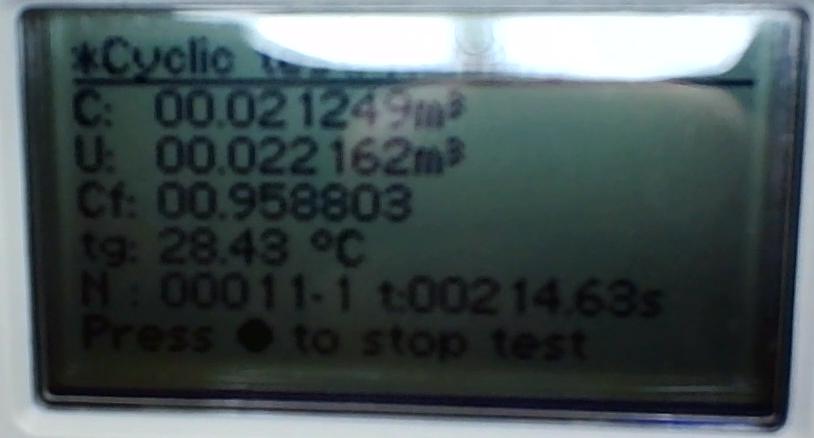 *Cyclic
C: 00.021249m³
U: 00.022162m³
Cf: 00.958803
tg: 28.43 °C
N : 00011-1 t:00214.63s
Press ● to stop test